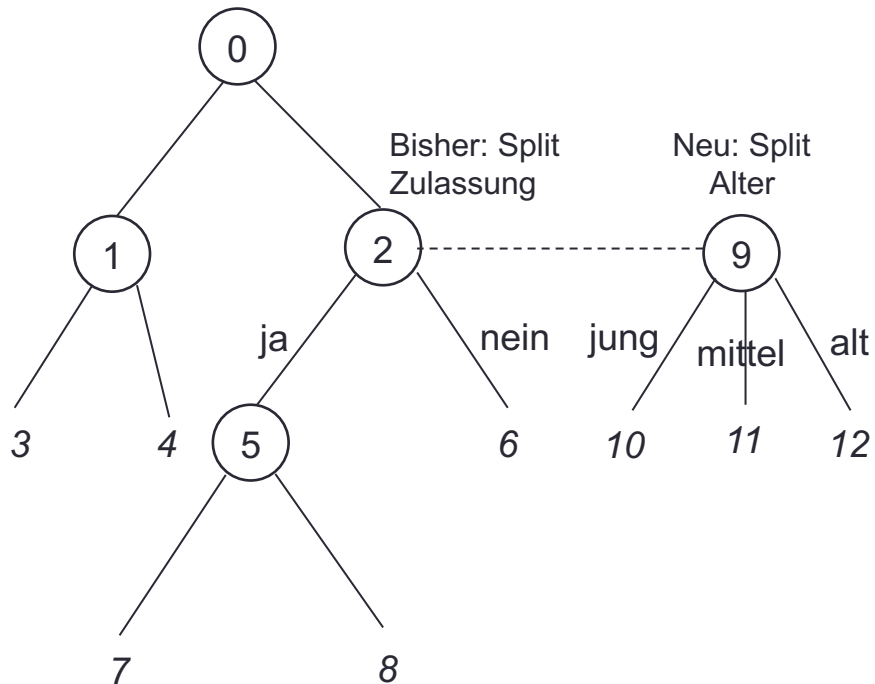 0
Bisher: Split
Zulassung
Neu: Split
Alter
1
2
9
ja
nein
jung
mittel
alt
3
4
5
6
10
11
12
7
8